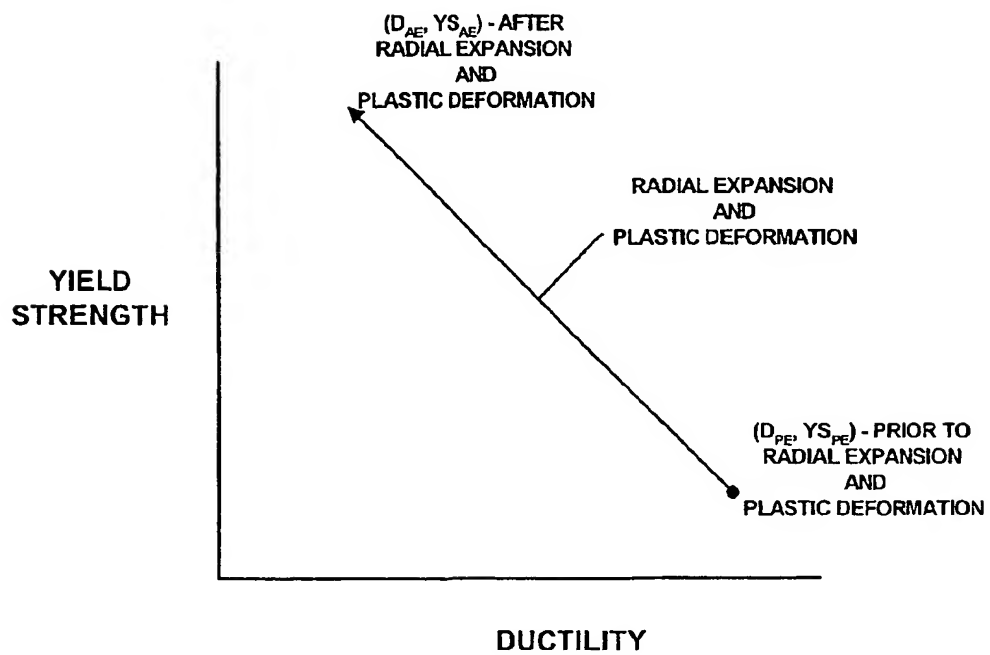 (D_AE, YS_AE) - AFTER
RADIAL EXPANSION
AND
PLASTIC DEFORMATION
RADIAL EXPANSION
AND
PLASTIC DEFORMATION
YIELD
STRENGTH
(D_PE, YS_PE) - PRIOR TO
RADIAL EXPANSION
AND
PLASTIC DEFORMATION
DUCTILITY